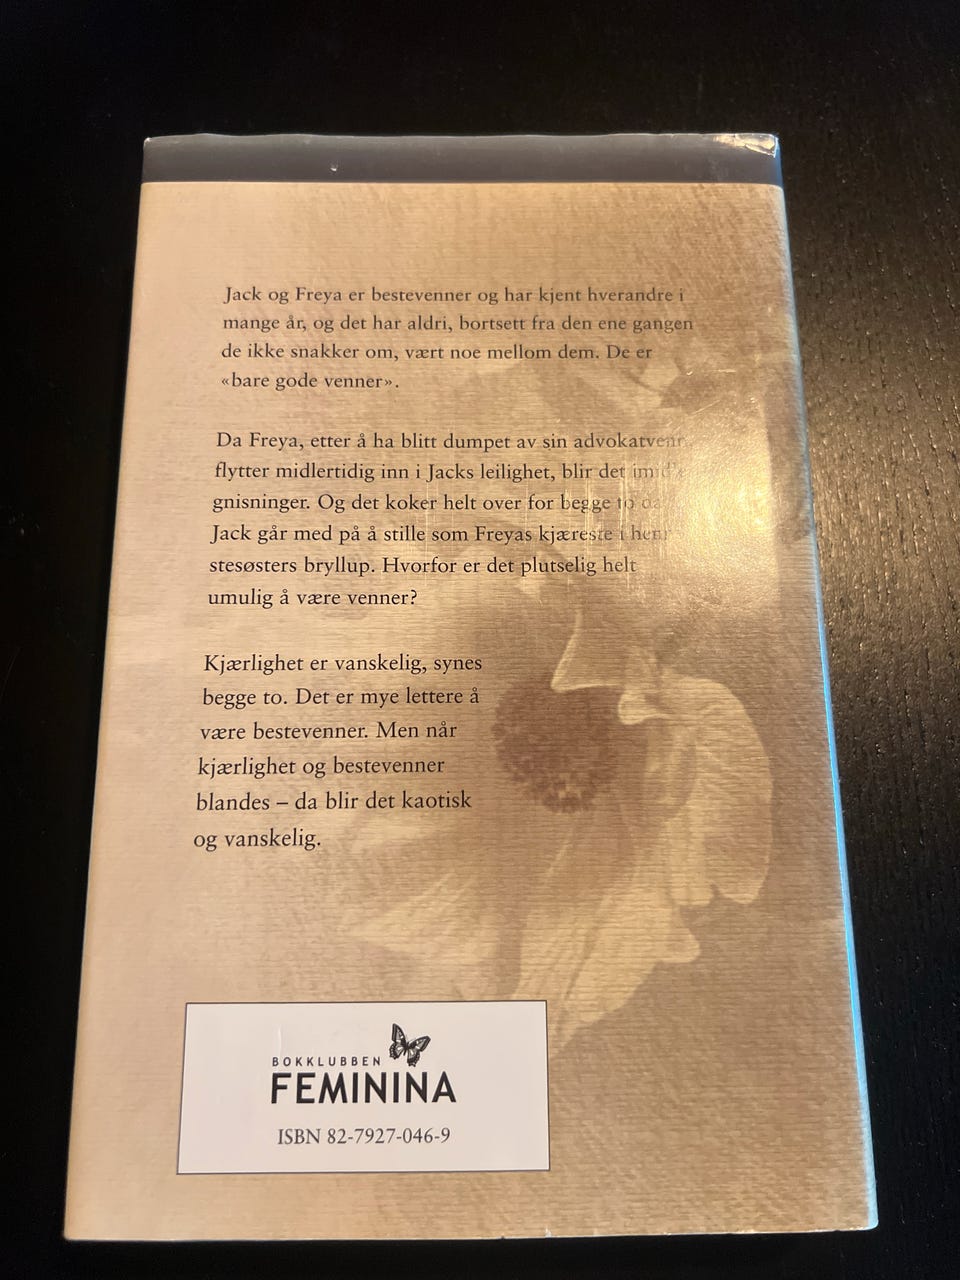 Jack og Freya er bestevenner og har kjent hverandre i
mange år, og det har aldri, bortsett fra den ene gangen
de ikke snakker om, vært noe mellom dem. De er
«bare gode venner».
Da Freya, etter å ha blitt dumpet av sin
flytter midlertidig inn i Jacks leilighet, blir det
gnisninger. Og det koker helt over for begge to
Jack går med på å stille som Freyas kjæreste i
stesøsters bryllup. Hvorfor er det plutselig helt
umulig å være venner?
Kjærlighet er vanskelig, synes
begge to. Det er mye lettere å
være bestevenner. Men når
kjærlighet og bestevenner
blandes – da blir det kaotisk
og vanskelig.
BOKKLUBBEN
FEMININA
ISBN 82-7927-046-9